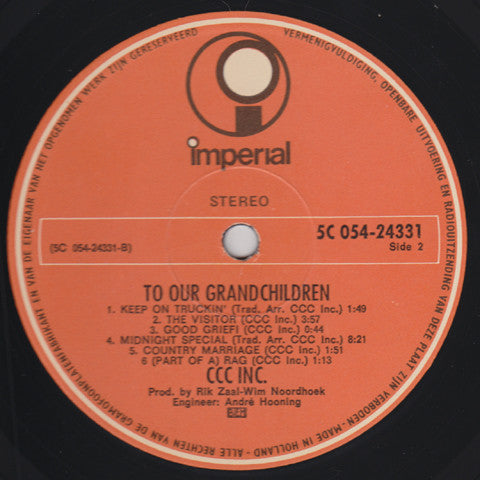 imperial
STEREO
5C 054-24331
(5C 054-24331-B)
Side 2
TO OUR GRANDCHILDREN
1. KEEP ON TRUCKIN' (Trad. Arr. CCC Inc.) 1:49
2. THE VISITOR (CCC Inc.) 3:57
3. GOOD GRIEF! (CCC Inc.) 0:44
4. MIDNIGHT SPECIAL (Trad. Arr. CCC Inc.) 8:21
5. COUNTRY MARRIAGE (CCC Inc.) 1:51
6 (PART OF A) RAG (CCC Inc.) 1:13
CCC INC.
Prod. by Rik Zaal-Wim Noordhoek
Engineer: André Hooning
ALLE RECHTEN VAN DE GRAMOFOONPLATENFABRIKANT EN VAN DE EIGENAAR VAN HET OPGENOMEN WERK ZIJN GERESERVEERD
VERMENIGVULDIGING, OPENBARE UITVOERING EN RADIOUITZENDING VAN DEZE PLAAT ZIJN VERBODEN - MADE IN HOLLAND -